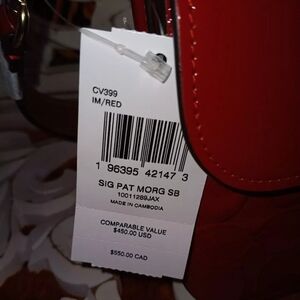 CV399
IM/RED
1 96395 42147 3
SIG PAT MORG SB
10011289JAX
MADE IN CAMBODIA
COMPARABLE VALUE
$450.00 USD
$550.00 CAD